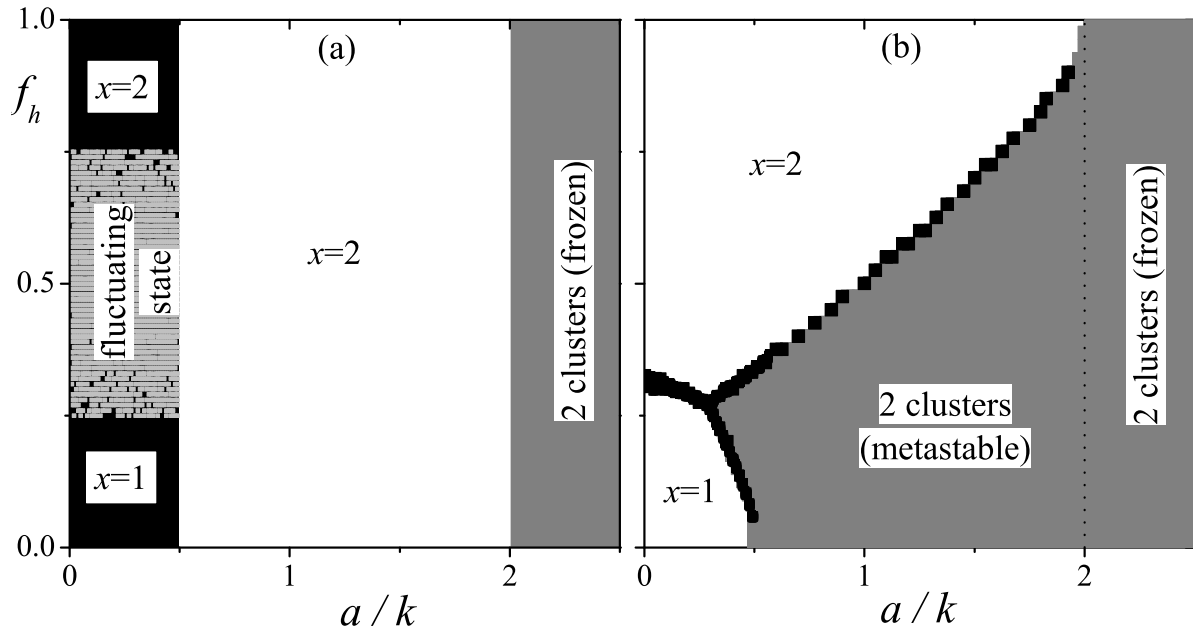 1.0
0.5
0.0
f_h
(a)
x=2
fluctuating
state
x=1
x=2
2 clusters (frozen)
0
1
2
a / k
(b)
x=2
x=1
2 clusters
(metastable)
2 clusters (frozen)
0
1
2
a / k